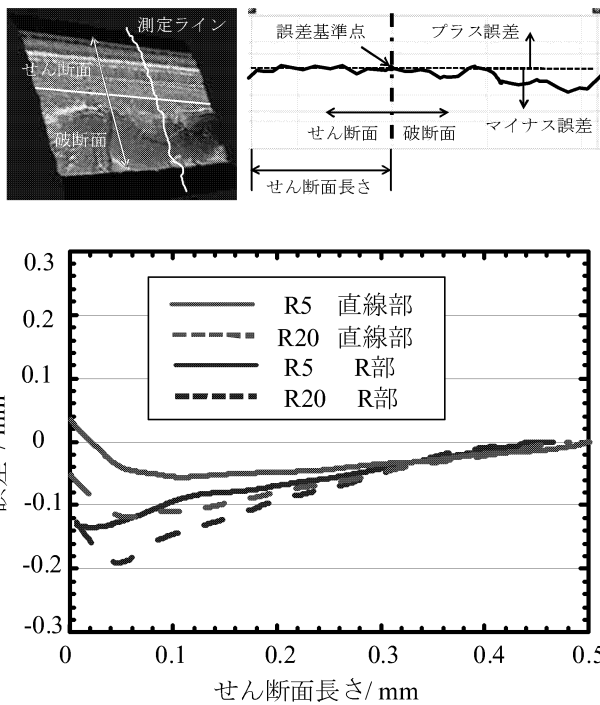 測定ライン
せん断面
破断面
誤差基準点
プラス誤差
せん断面
破断面
マイナス誤差
せん断面長さ
R5 直線部
R20 直線部
R5 R部
R20 R部
0.3
0.2
0.1
0
-0.1
-0.2
-0.3
0
0.1
0.2
0.3
0.4
せん断面長さ/ mm